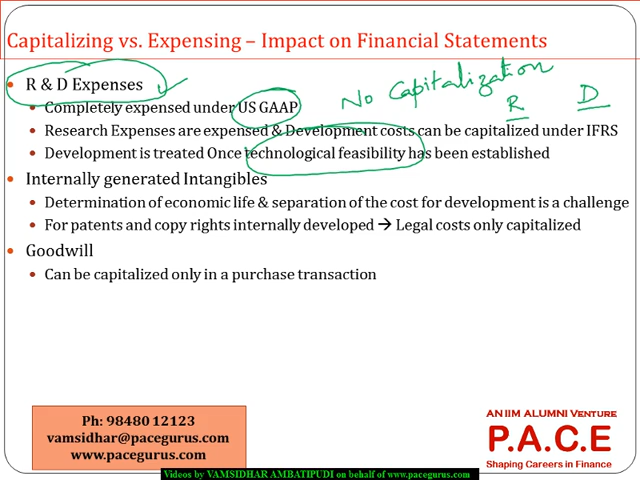 Capitalizing vs. Expensing – Impact on Financial Statements
• R & D Expenses
No Capitalization
• Completely expensed under US GAAP
R D
• Research Expenses are expensed & Development costs can be capitalized under IFRS
• Development is treated Once technological feasibility has been established
• Internally generated Intangibles
• Determination of economic life & separation of the cost for development is a challenge
• For patents and copy rights internally developed → Legal costs only capitalized
• Goodwill
• Can be capitalized only in a purchase transaction
Ph: 98480 12123
vamsidhar@pacegurus.com
www.pacegurus.com
AN IIM ALUMNI VENTURE
P.A.C.E
Shaping Careers in Finance
Videos by VAMSIDHAR AMBATIPUDI on behalf of www.pacegurus.com